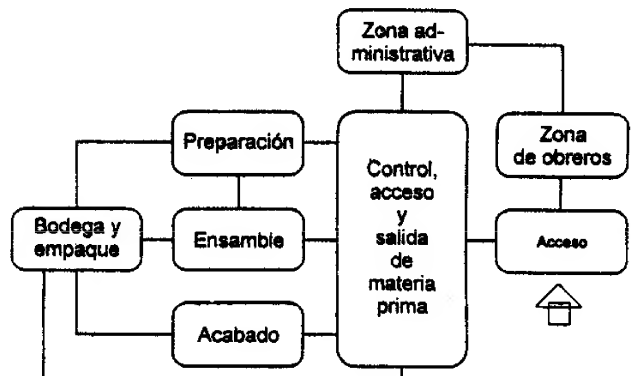 Zona ad-
ministrativa
Preparación
Zona
de obreros
Control,
acceso
y
salida
de
materia
prima
Bodega y
empaque
Ensamble
Acceso
Acabado